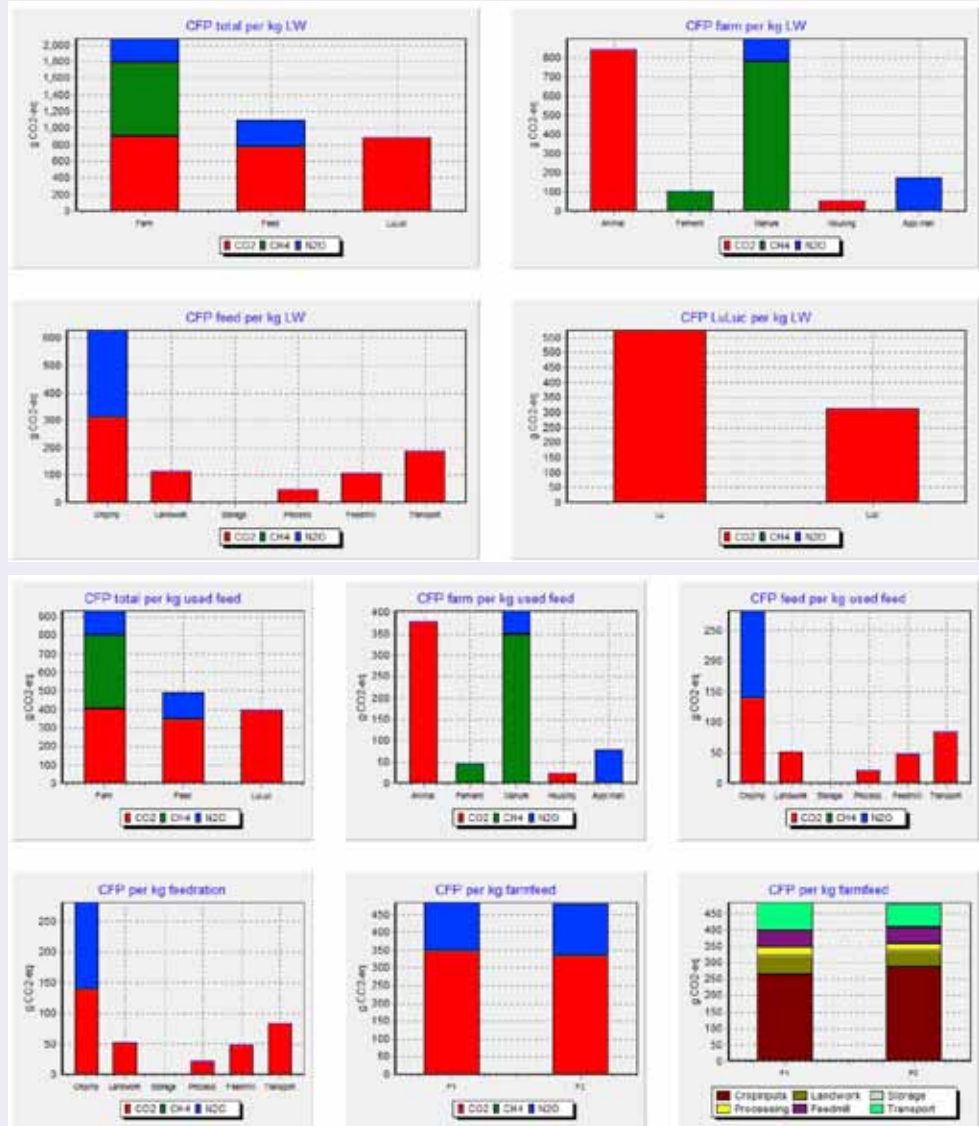 CFP total per kg LW
2,000
1,800
1,600
1,400
1,200
1,000
800
600
400
200
0
g CO2-eq
Farm
Feed
LuLuc
CO2 CH4 N2O
CFP farm per kg LW
800
700
600
500
400
300
200
100
0
g CO2-eq
Animal
Ferment
Manure
Housing
App.man
CO2 CH4 N2O
CFP feed per kg LW
600
500
400
300
200
100
0
g CO2-eq
CropInp
Landwork
Storage
Process
Feedmill
Transport
CO2 CH4 N2O
CFP LuLuc per kg LW
550
500
450
400
350
300
250
200
150
100
50
0
g CO2-eq
Lu
Luc
CO2 CH4 N2O
CFP total per kg used feed
900
800
700
600
500
400
300
200
100
0
g CO2-eq
Farm
Feed
LuLuc
CO2 CH4 N2O
CFP farm per kg used feed
400
350
300
250
200
150
100
50
0
g CO2-eq
Animal
Ferment
Manure
Housing
App.man
CO2 CH4 N2O
CFP feed per kg used feed
250
200
150
100
50
0
g CO2-eq
CropInp
Landwork
Storage
Process
Feedmill
Transport
CO2 CH4 N2O
CFP per kg feedration
250
200
150
100
50
0
g CO2-eq
CropInp
Landwork
Storage
Process
Feedmill
Transport
CO2 CH4 N2O
CFP per kg farmfeed
450
400
350
300
250
200
150
100
50
0
g CO2-eq
CO2 CH4 N2O
CFP per kg farmfeed
450
400
350
300
250
200
150
100
50
0
g CO2-eq
CropInputs Landwork Storage
Processing Feedmill Transport